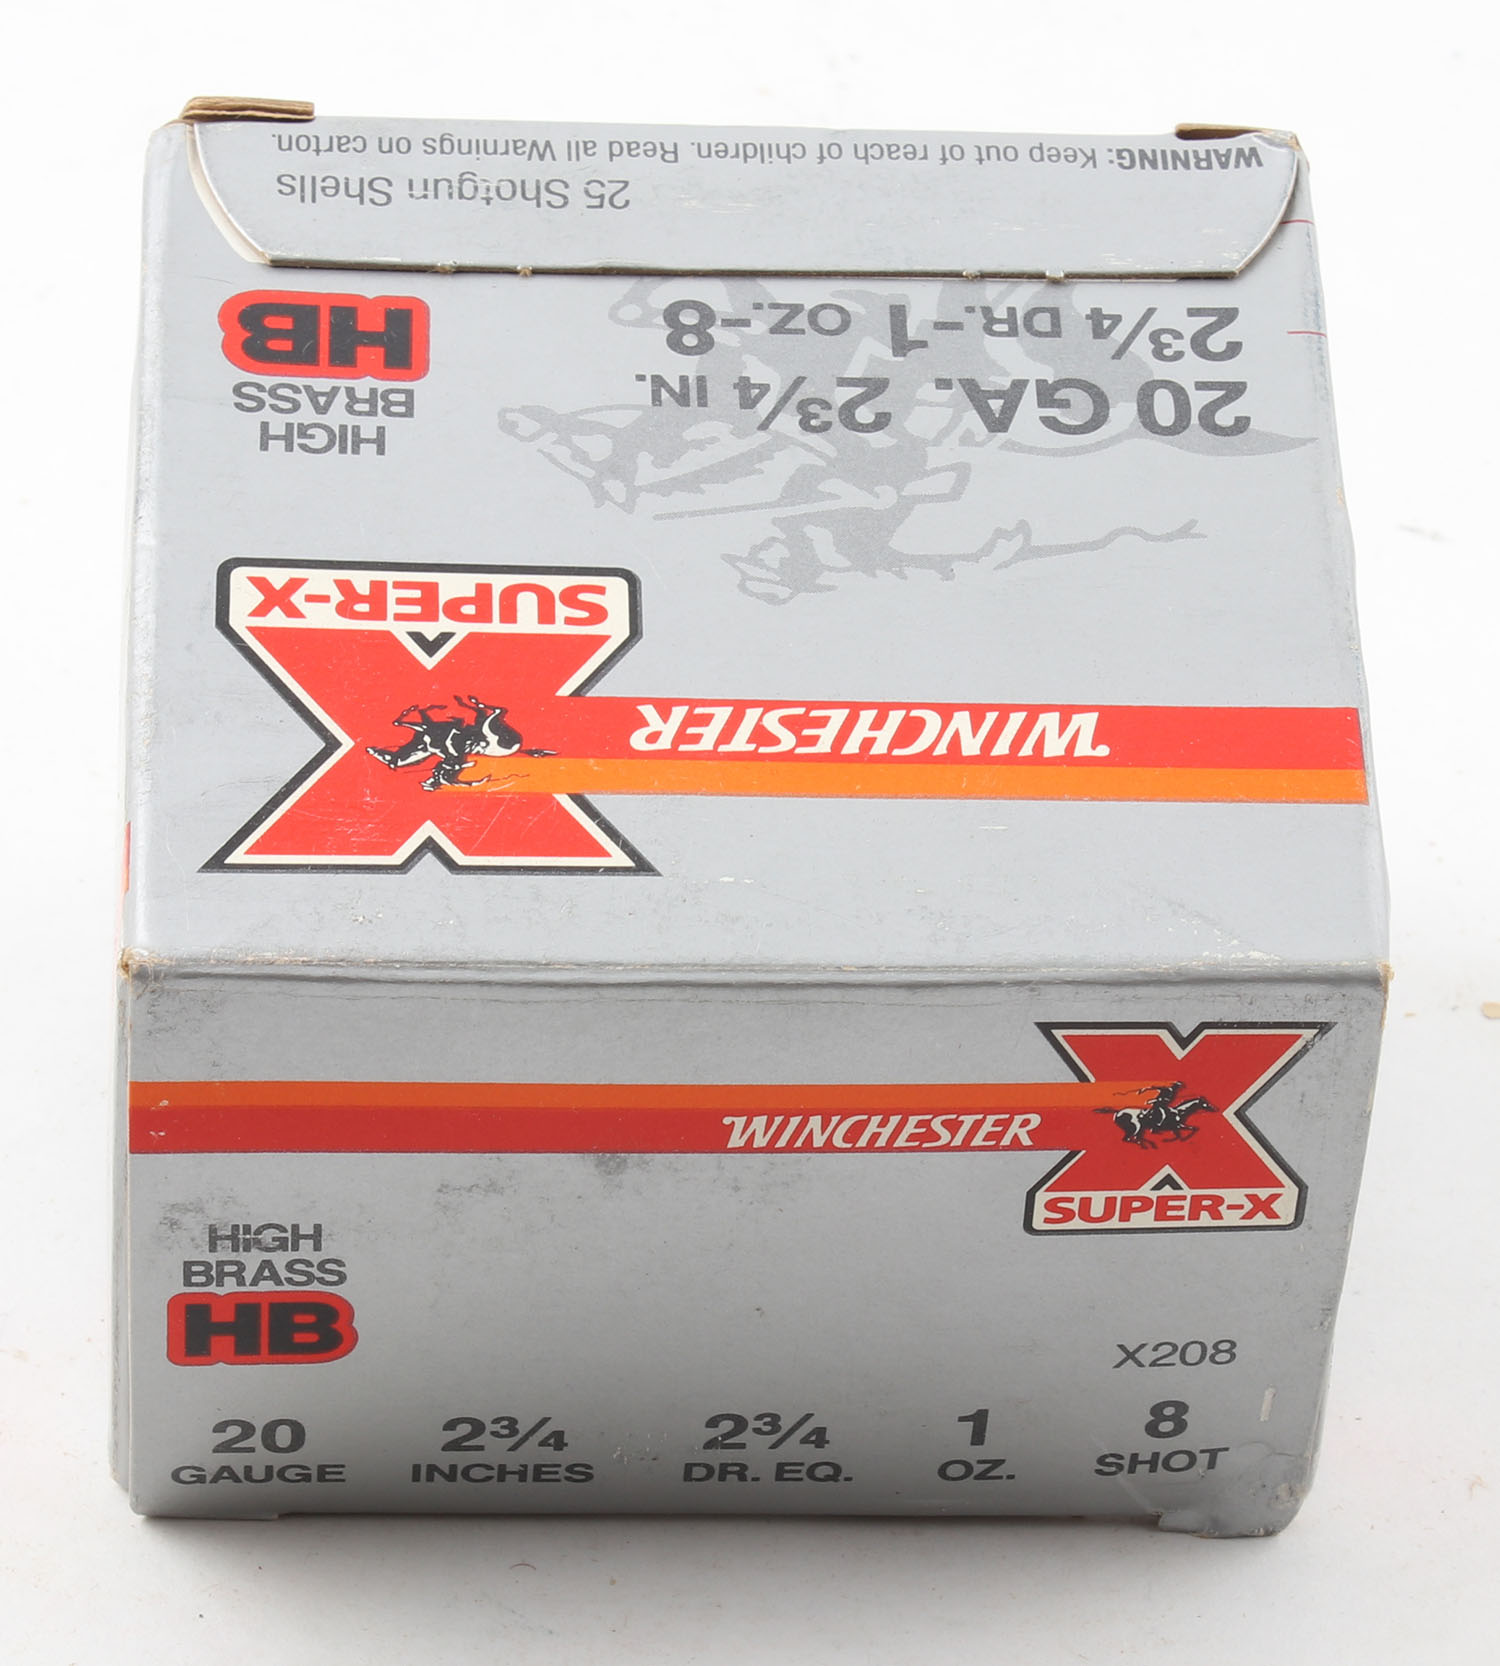 WARNING: Keep out of reach of children. Read all Warnings on carton.
25 Shotgun Shells
20 GA. 2¾ IN.
2¾ DR.-1 OZ.-8
HIGH
BRASS
HB
SUPER-X
WINCHESTER
WINCHESTER
SUPER-X
HIGH
BRASS
HB
X208
20 2¾ 2¾ 1 8
GAUGE INCHES DR. EQ. OZ. SHOT